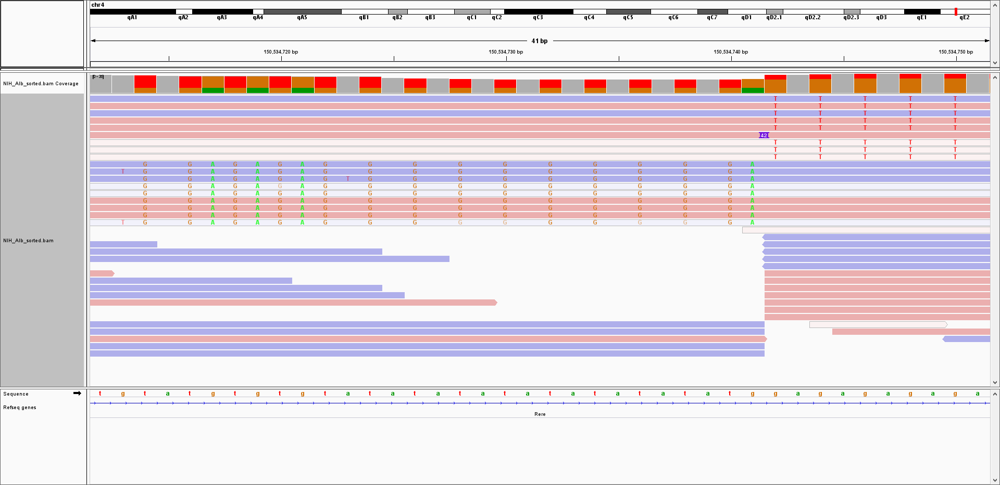 chr4
qA1 qA2 qA3 qA4 qA5 qB1 qB2 qB3 qC1 qC2 qC3 qC4 qC5 qC6 qC7 qD1 qD2.1 qD2.2 qD2.3 qD3 qE1 qE2
41 bp
150,534,720 bp 150,534,730 bp 150,534,740 bp 150,534,750 bp
NIH_Alb_sorted.bam Coverage
[0 - 35]
T T T T T
T T T T T
T T T T T
T T T T T
T T T T T
42
T T T T T
T T T T T
T T T T T
G G A G A G A G G G G G G G G G G A
T G G A G A G A G G G G G G G G G G A
G G A G A G A G T G G G G G G G G G A
G G A G A G A G G G G G G G G G G A
G G A G A G A G G G G G G G G G G A
G G A G A G A G G G G G G G G G G A
G G A G A G A G G G G G G G G G G A
G G A G A G A G G G G G G G G G G A
T G G A G A G A G G G G G G G G G G A
NIH_Alb_sorted.bam
Sequence t g t a t g t g t g t a t a t a t a t a t a t a t a t a t g g a g a g a g a g a
Refseq genes
Rere